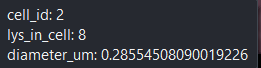 cell_id: 2
lys_in_cell: 8
diameter_um: 0.28554508090019226